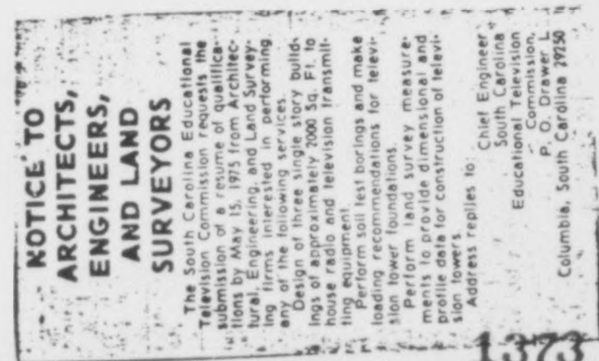 NOTICE TO
ARCHITECTS,
ENGINEERS,
AND LAND
SURVEYORS
The South Carolina Educational
Television Commission requests the
submission of a resume of qualifica-
tions by May 15, 1975 from Architec-
tural, Engineering, and Land Survey-
ing firms interested in performing
any of the following services.
Design of three single story build-
ings of approximately 2000 Sq. Ft. to
house radio and television transmit-
ting equipment.
Perform soil test borings and make
loading recommendations for televi-
sion tower foundations.
Perform land survey measure-
ments to provide dimensional and
profile data for construction of televi-
sion towers.
Address replies to:
Chief Engineer
South Carolina
Educational Television
Commission,
P. O. Drawer L
Columbia, South Carolina 29250
1373